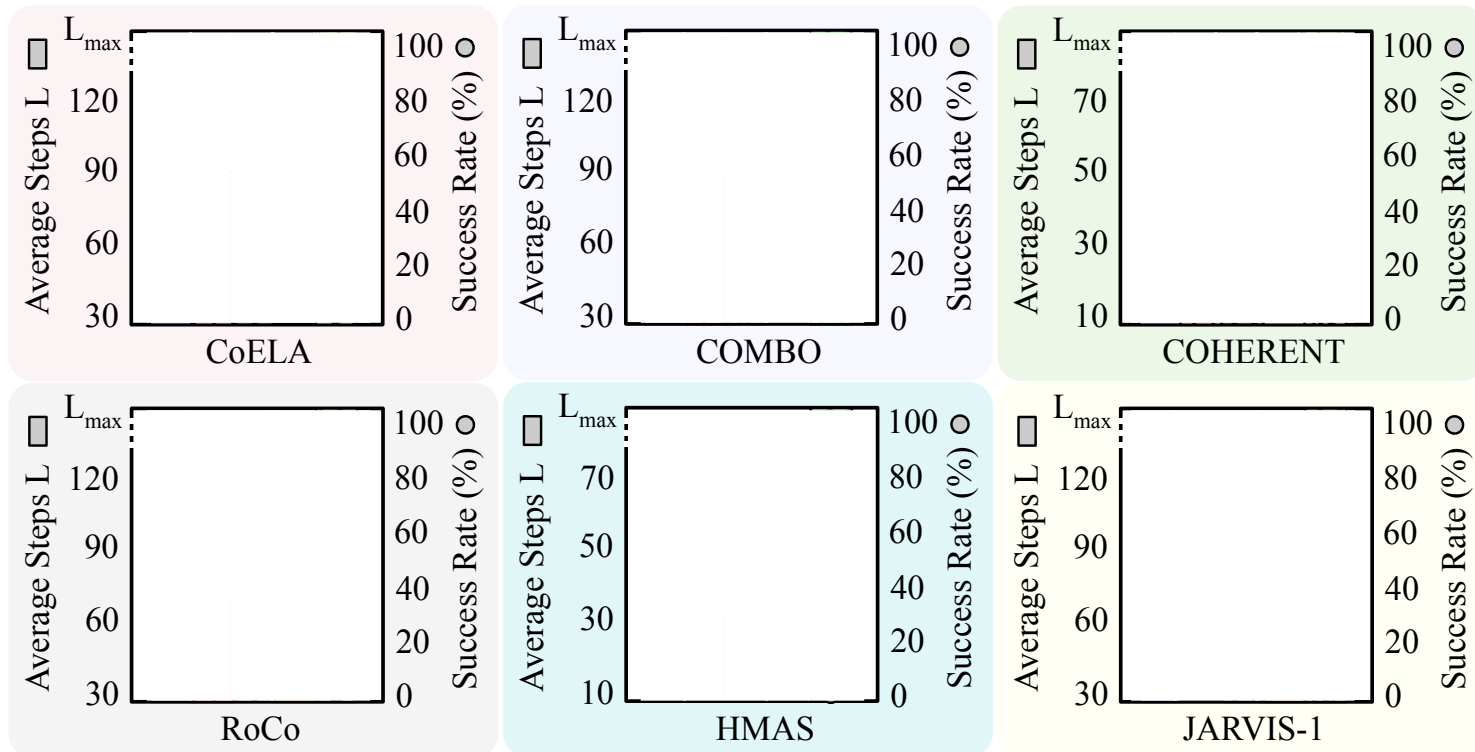 Average Steps L
L_max
120
90
60
30
100
80
60
40
20
0
Success Rate (%)
CoELA
Average Steps L
L_max
120
90
60
30
100
80
60
40
20
0
Success Rate (%)
COMBO
Average Steps L
L_max
70
50
30
10
100
80
60
40
20
0
Success Rate (%)
COHERENT
Average Steps L
L_max
120
90
60
30
100
80
60
40
20
0
Success Rate (%)
RoCo
Average Steps L
L_max
70
50
30
10
100
80
60
40
20
0
Success Rate (%)
HMAS
Average Steps L
L_max
120
90
60
30
100
80
60
40
20
0
Success Rate (%)
JARVIS-1